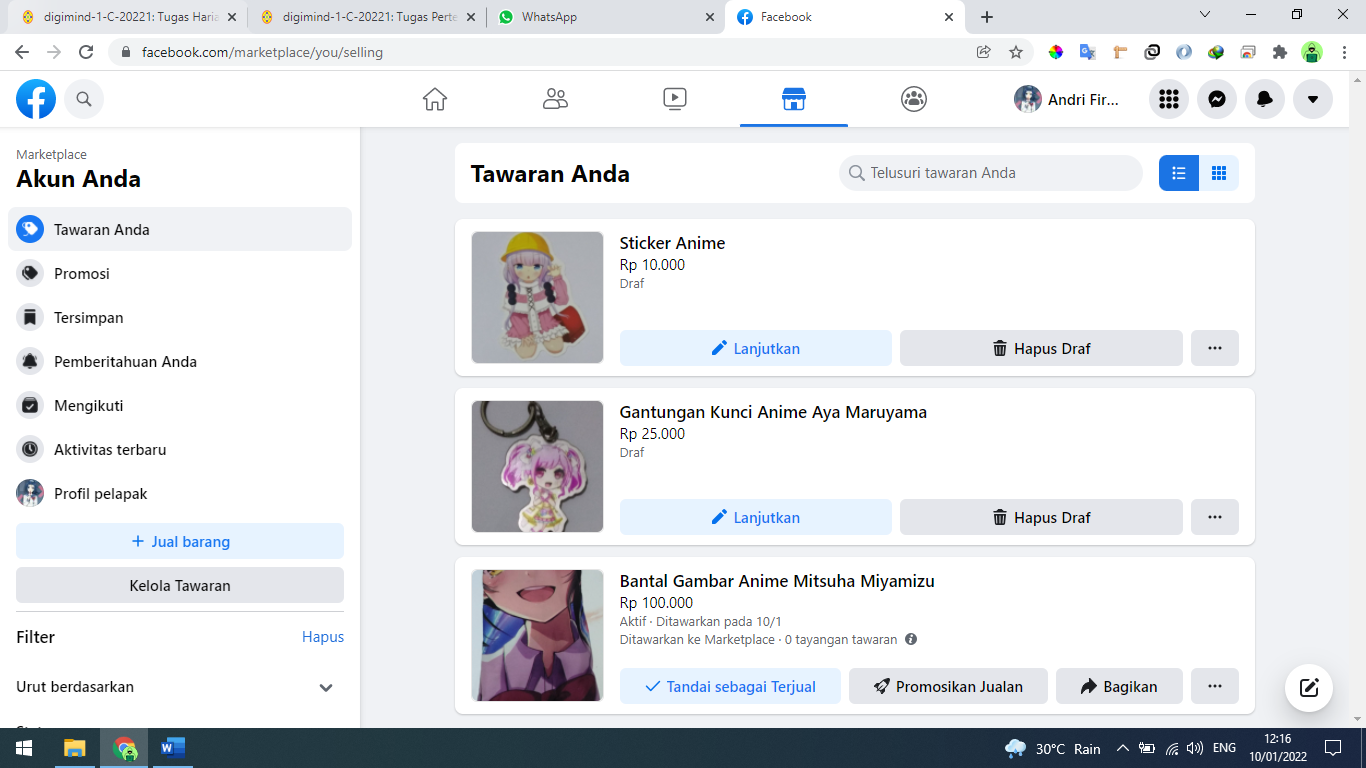 digimind-1-C-20221: Tugas Haria
digimind-1-C-20221: Tugas Perte
WhatsApp
Facebook
facebook.com/marketplace/you/selling
Andri Fir...
Marketplace
Akun Anda
Tawaran Anda
Promosi
Tersimpan
Pemberitahuan Anda
Mengikuti
Aktivitas terbaru
Profil pelapak
+ Jual barang
Kelola Tawaran
Filter
Hapus
Urut berdasarkan
Tawaran Anda
Telusuri tawaran Anda
Sticker Anime
Rp 10.000
Draf
Lanjutkan
Hapus Draf
Gantungan Kunci Anime Aya Maruyama
Rp 25.000
Draf
Lanjutkan
Hapus Draf
Bantal Gambar Anime Mitsuha Miyamizu
Rp 100.000
Aktif · Ditawarkan pada 10/1
Ditawarkan ke Marketplace · 0 tayangan tawaran
Tandai sebagai Terjual
Promosikan Jualan
Bagikan
30°C Rain
ENG
12:16
10/01/2022